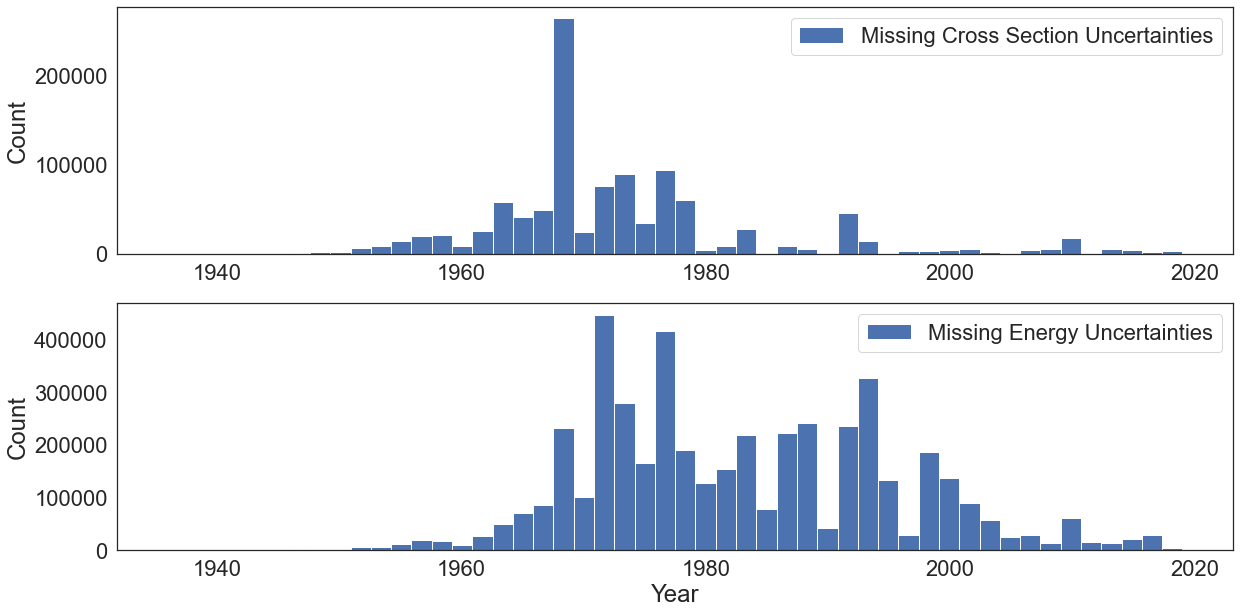 Missing Cross Section Uncertainties
Count
200000
100000
0
1940 1960 1980 2000 2020
Missing Energy Uncertainties
Count
400000
300000
200000
100000
0
1940 1960 1980 2000 2020
Year